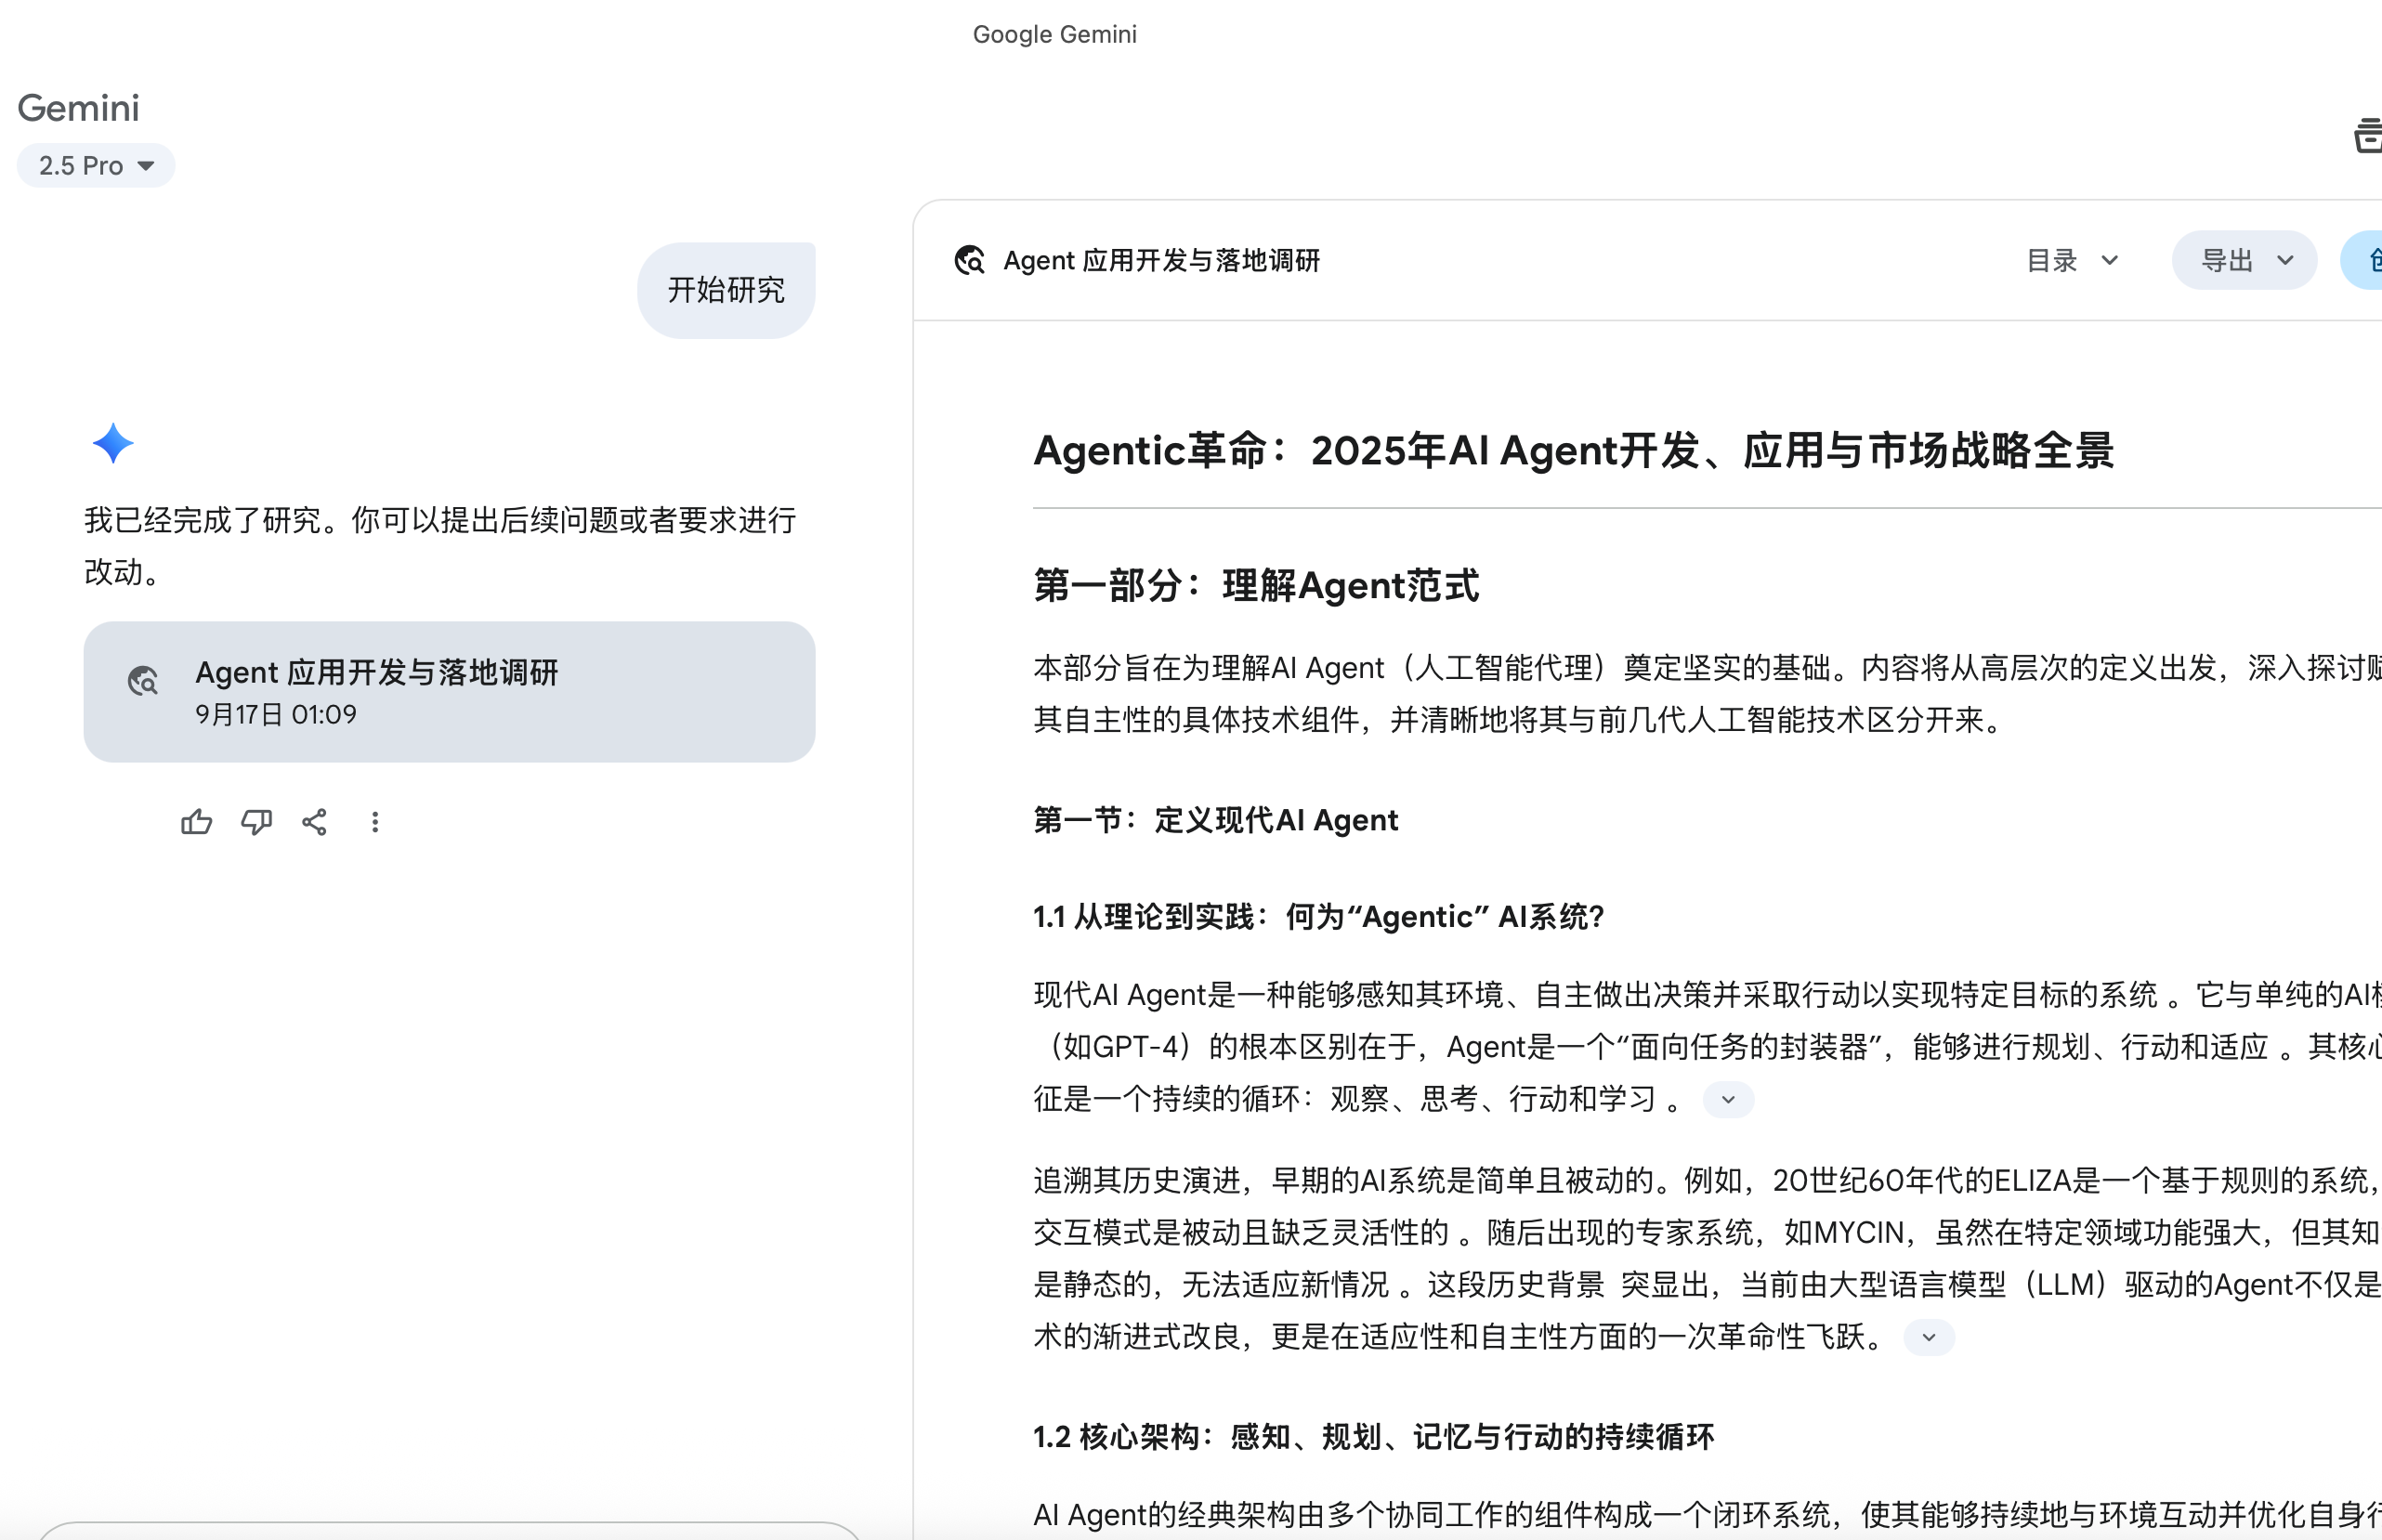 Google Gemini
Gemini
2.5 Pro
开始研究
我已经完成了研究。你可以提出后续问题或者要求进行
改动。
Agent 应用开发与落地调研
9月17日 01:09
Agent 应用开发与落地调研
目录
导出
Agentic革命：2025年AI Agent开发、应用与市场战略全景
第一部分：理解Agent范式
本部分旨在为理解AI Agent（人工智能代理）奠定坚实的基础。内容将从高层次的定义出发，深入探讨
其自主性的具体技术组件，并清晰地将其与前几代人工智能技术区分开来。
第一节：定义现代AI Agent
1.1 从理论到实践：何为“Agentic” AI系统？
现代AI Agent是一种能够感知其环境、自主做出决策并采取行动以实现特定目标的系统 。它与单纯的AI
（如GPT-4）的根本区别在于，Agent是一个“面向任务的封装器”，能够进行规划、行动和适应 。其核
征是一个持续的循环：观察、思考、行动和学习 。
追溯其历史演进，早期的AI系统是简单且被动的。例如，20世纪60年代的ELIZA是一个基于规则的系统，
交互模式是被动且缺乏灵活性的 。随后出现的专家系统，如MYCIN，虽然在特定领域功能强大，但其知
是静态的，无法适应新情况 。这段历史背景 突显出，当前由大型语言模型（LLM）驱动的Agent不仅是
术的渐进式改良，更是在适应性和自主性方面的一次革命性飞跃。
1.2 核心架构：感知、规划、记忆与行动的持续循环
AI Agent的经典架构由多个协同工作的组件构成一个闭环系统，使其能够持续地与环境互动并优化自身